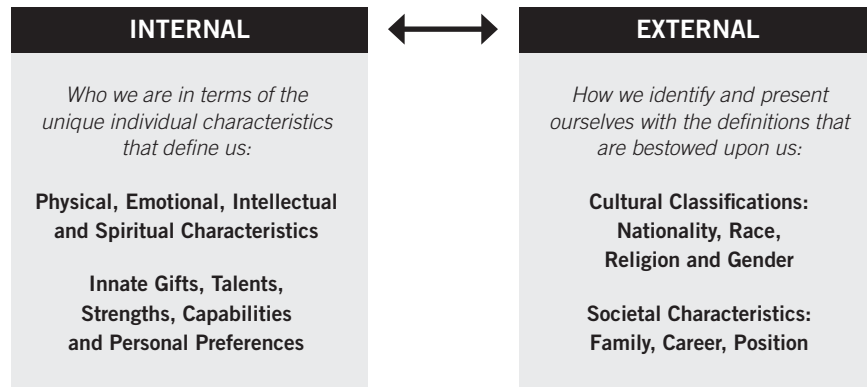 INTERNAL
Who we are in terms of the
unique individual characteristics
that define us:
Physical, Emotional, Intellectual
and Spiritual Characteristics
Innate Gifts, Talents,
Strengths, Capabilities
and Personal Preferences
EXTERNAL
How we identify and present
ourselves with the definitions that
are bestowed upon us:
Cultural Classifications:
Nationality, Race,
Religion and Gender
Societal Characteristics:
Family, Career, Position